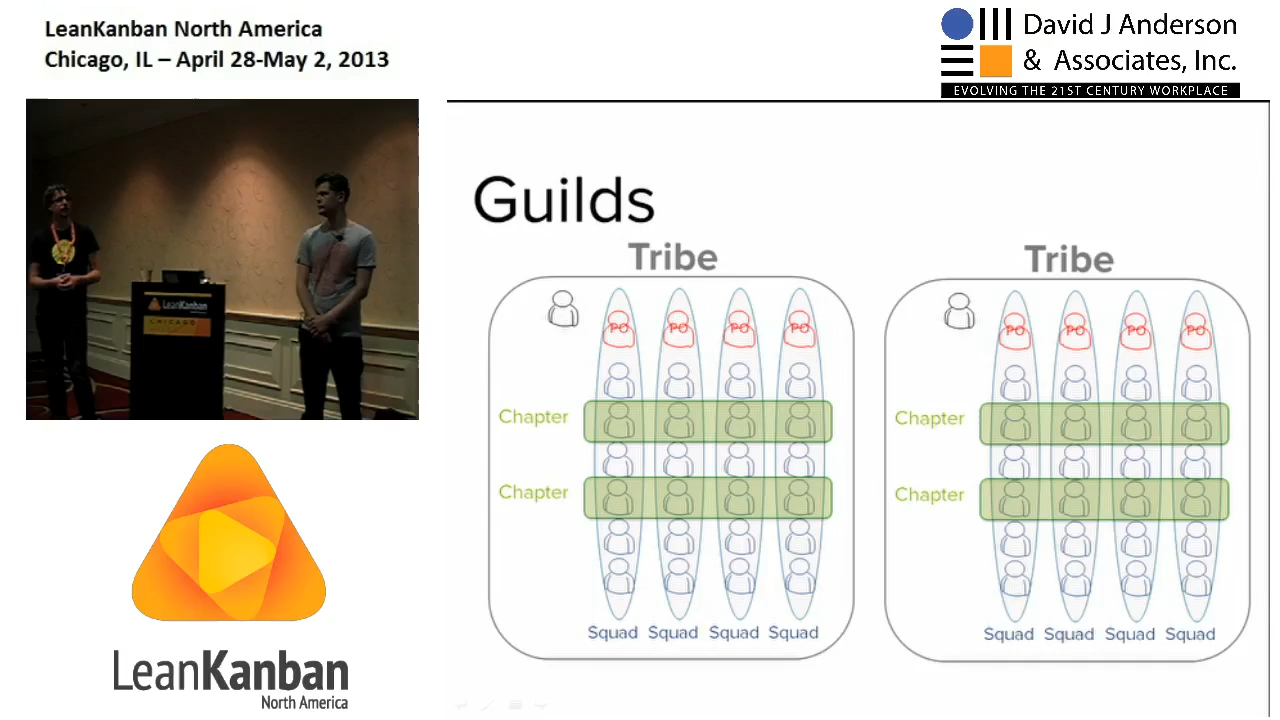 LeanKanban North America
Chicago, IL – April 28-May 2, 2013
David J Anderson
& Associates, Inc.
EVOLVING THE 21ST CENTURY WORKPLACE
LeanKanban
CHICAGO
LeanKanban
North America
Guilds
Tribe
PO PO PO PO
Chapter
Chapter
Squad Squad Squad Squad
Tribe
PO PO PO PO
Chapter
Chapter
Squad Squad Squad Squad